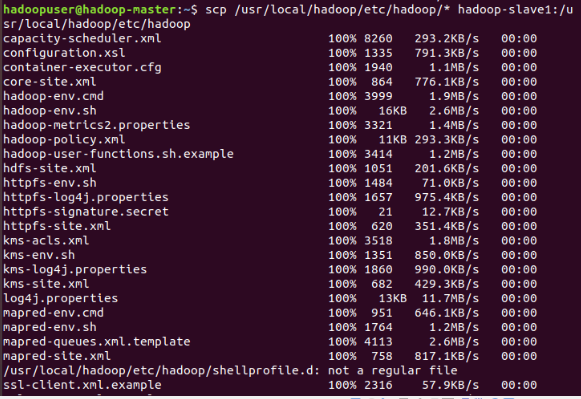 hadoopuser@hadoop-master:~$ scp /usr/local/hadoop/etc/hadoop/* hadoop-slave1:/u
sr/local/hadoop/etc/hadoop
capacity-scheduler.xml 100% 8260 293.2KB/s 00:00
configuration.xsl 100% 1335 791.3KB/s 00:00
container-executor.cfg 100% 1940 1.1MB/s 00:00
core-site.xml 100% 864 776.1KB/s 00:00
hadoop-env.cmd 100% 3999 1.9MB/s 00:00
hadoop-env.sh 100% 16KB 2.6MB/s 00:00
hadoop-metrics2.properties 100% 3321 1.4MB/s 00:00
hadoop-policy.xml 100% 11KB 293.3KB/s 00:00
hadoop-user-functions.sh.example 100% 3414 1.2MB/s 00:00
hdfs-site.xml 100% 1051 201.6KB/s 00:00
httpfs-env.sh 100% 1484 71.0KB/s 00:00
httpfs-log4j.properties 100% 1657 975.4KB/s 00:00
httpfs-signature.secret 100% 21 12.7KB/s 00:00
httpfs-site.xml 100% 620 351.4KB/s 00:00
kms-acls.xml 100% 3518 1.8MB/s 00:00
kms-env.sh 100% 1351 850.0KB/s 00:00
kms-log4j.properties 100% 1860 990.0KB/s 00:00
kms-site.xml 100% 682 429.3KB/s 00:00
log4j.properties 100% 13KB 11.7MB/s 00:00
mapred-env.cmd 100% 951 646.1KB/s 00:00
mapred-env.sh 100% 1764 1.2MB/s 00:00
mapred-queues.xml.template 100% 4113 2.6MB/s 00:00
mapred-site.xml 100% 758 817.1KB/s 00:00
/usr/local/hadoop/etc/hadoop/shellprofile.d: not a regular file
ssl-client.xml.example 100% 2316 57.9KB/s 00:00